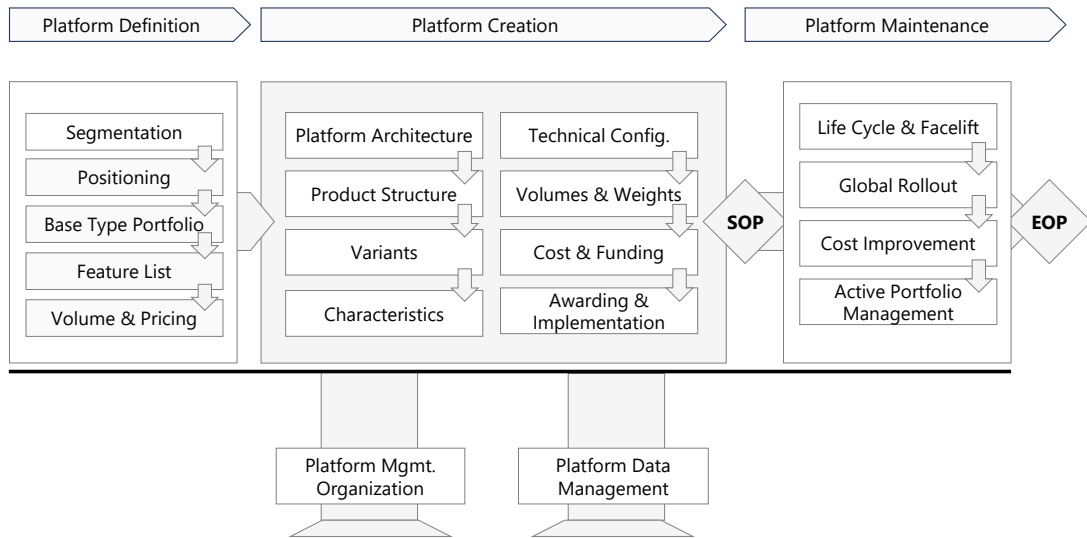 Platform Definition
Platform Creation
Platform Maintenance
Segmentation
Positioning
Base Type Portfolio
Feature List
Volume & Pricing
Platform Architecture
Product Structure
Variants
Characteristics
Technical Config.
Volumes & Weights
Cost & Funding
Awarding &
Implementation
SOP
Life Cycle & Facelift
Global Rollout
Cost Improvement
Active Portfolio
Management
EOP
Platform Mgmt.
Organization
Platform Data
Management